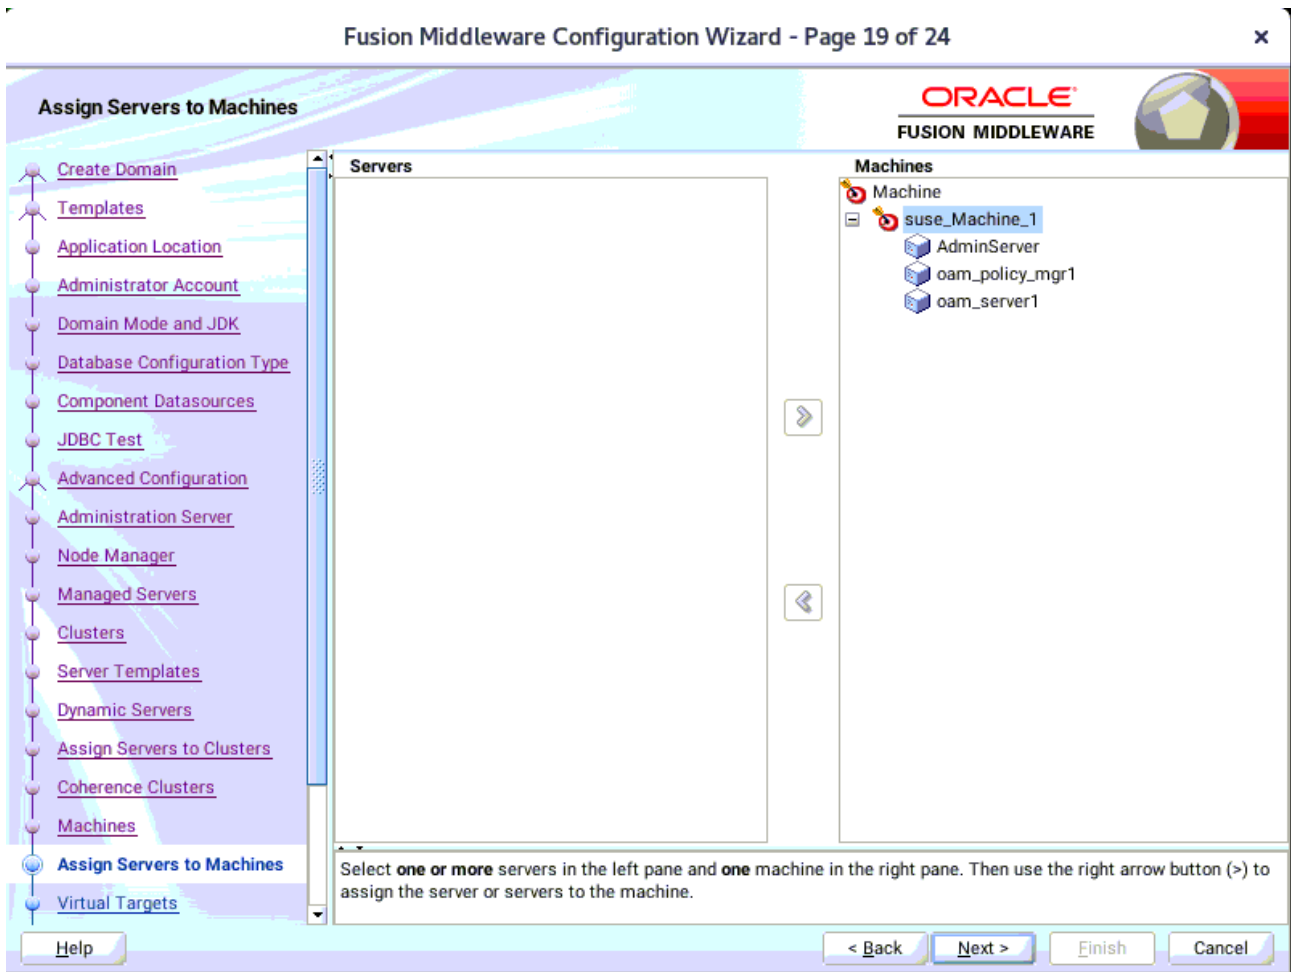 Fusion Middleware Configuration Wizard - Page 19 of 24
Assign Servers to Machines
ORACLE
FUSION MIDDLEWARE
Create Domain
Templates
Application Location
Administrator Account
Domain Mode and JDK
Database Configuration Type
Component Datasources
JDBC Test
Advanced Configuration
Administration Server
Node Manager
Managed Servers
Clusters
Server Templates
Dynamic Servers
Assign Servers to Clusters
Coherence Clusters
Machines
Assign Servers to Machines
Virtual Targets
Servers
Machines
Machine
suse_Machine_1
AdminServer
oam_policy_mgr1
oam_server1
Select one or more servers in the left pane and one machine in the right pane. Then use the right arrow button (>) to
assign the server or servers to the machine.
Help
< Back
Next >
Finish
Cancel